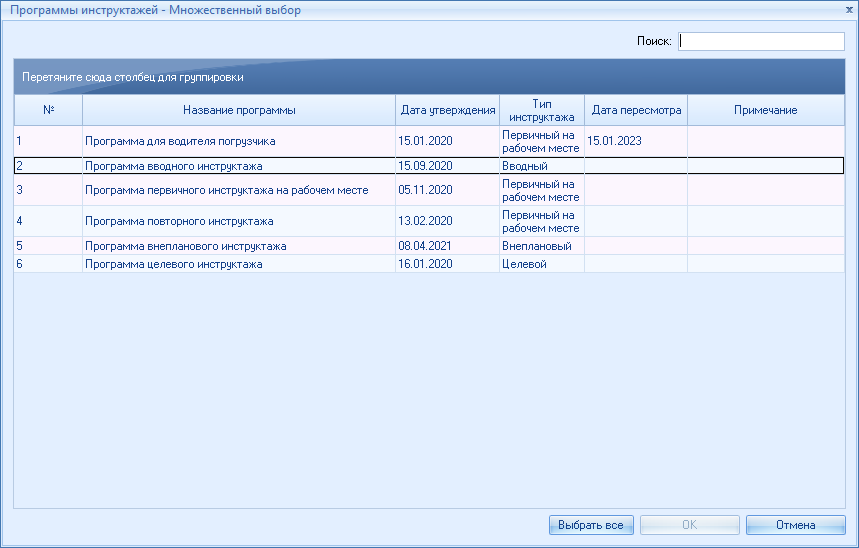 Программы инструктажей - Множественный выбор x
Поиск:
Перетяните сюда столбец для группировки
№ Название программы Дата утверждения Тип инструктажа Дата пересмотра Примечание
1 Программа для водителя погрузчика 15.01.2020 Первичный на рабочем месте 15.01.2023
2 Программа вводного инструктажа 15.09.2020 Вводный
3 Программа первичного инструктажа на рабочем месте 05.11.2020 Первичный на рабочем месте
4 Программа повторного инструктажа 13.02.2020 Первичный на рабочем месте
5 Программа внепланового инструктажа 08.04.2021 Внеплановый
6 Программа целевого инструктажа 16.01.2020 Целевой
Выбрать все OK Отмена